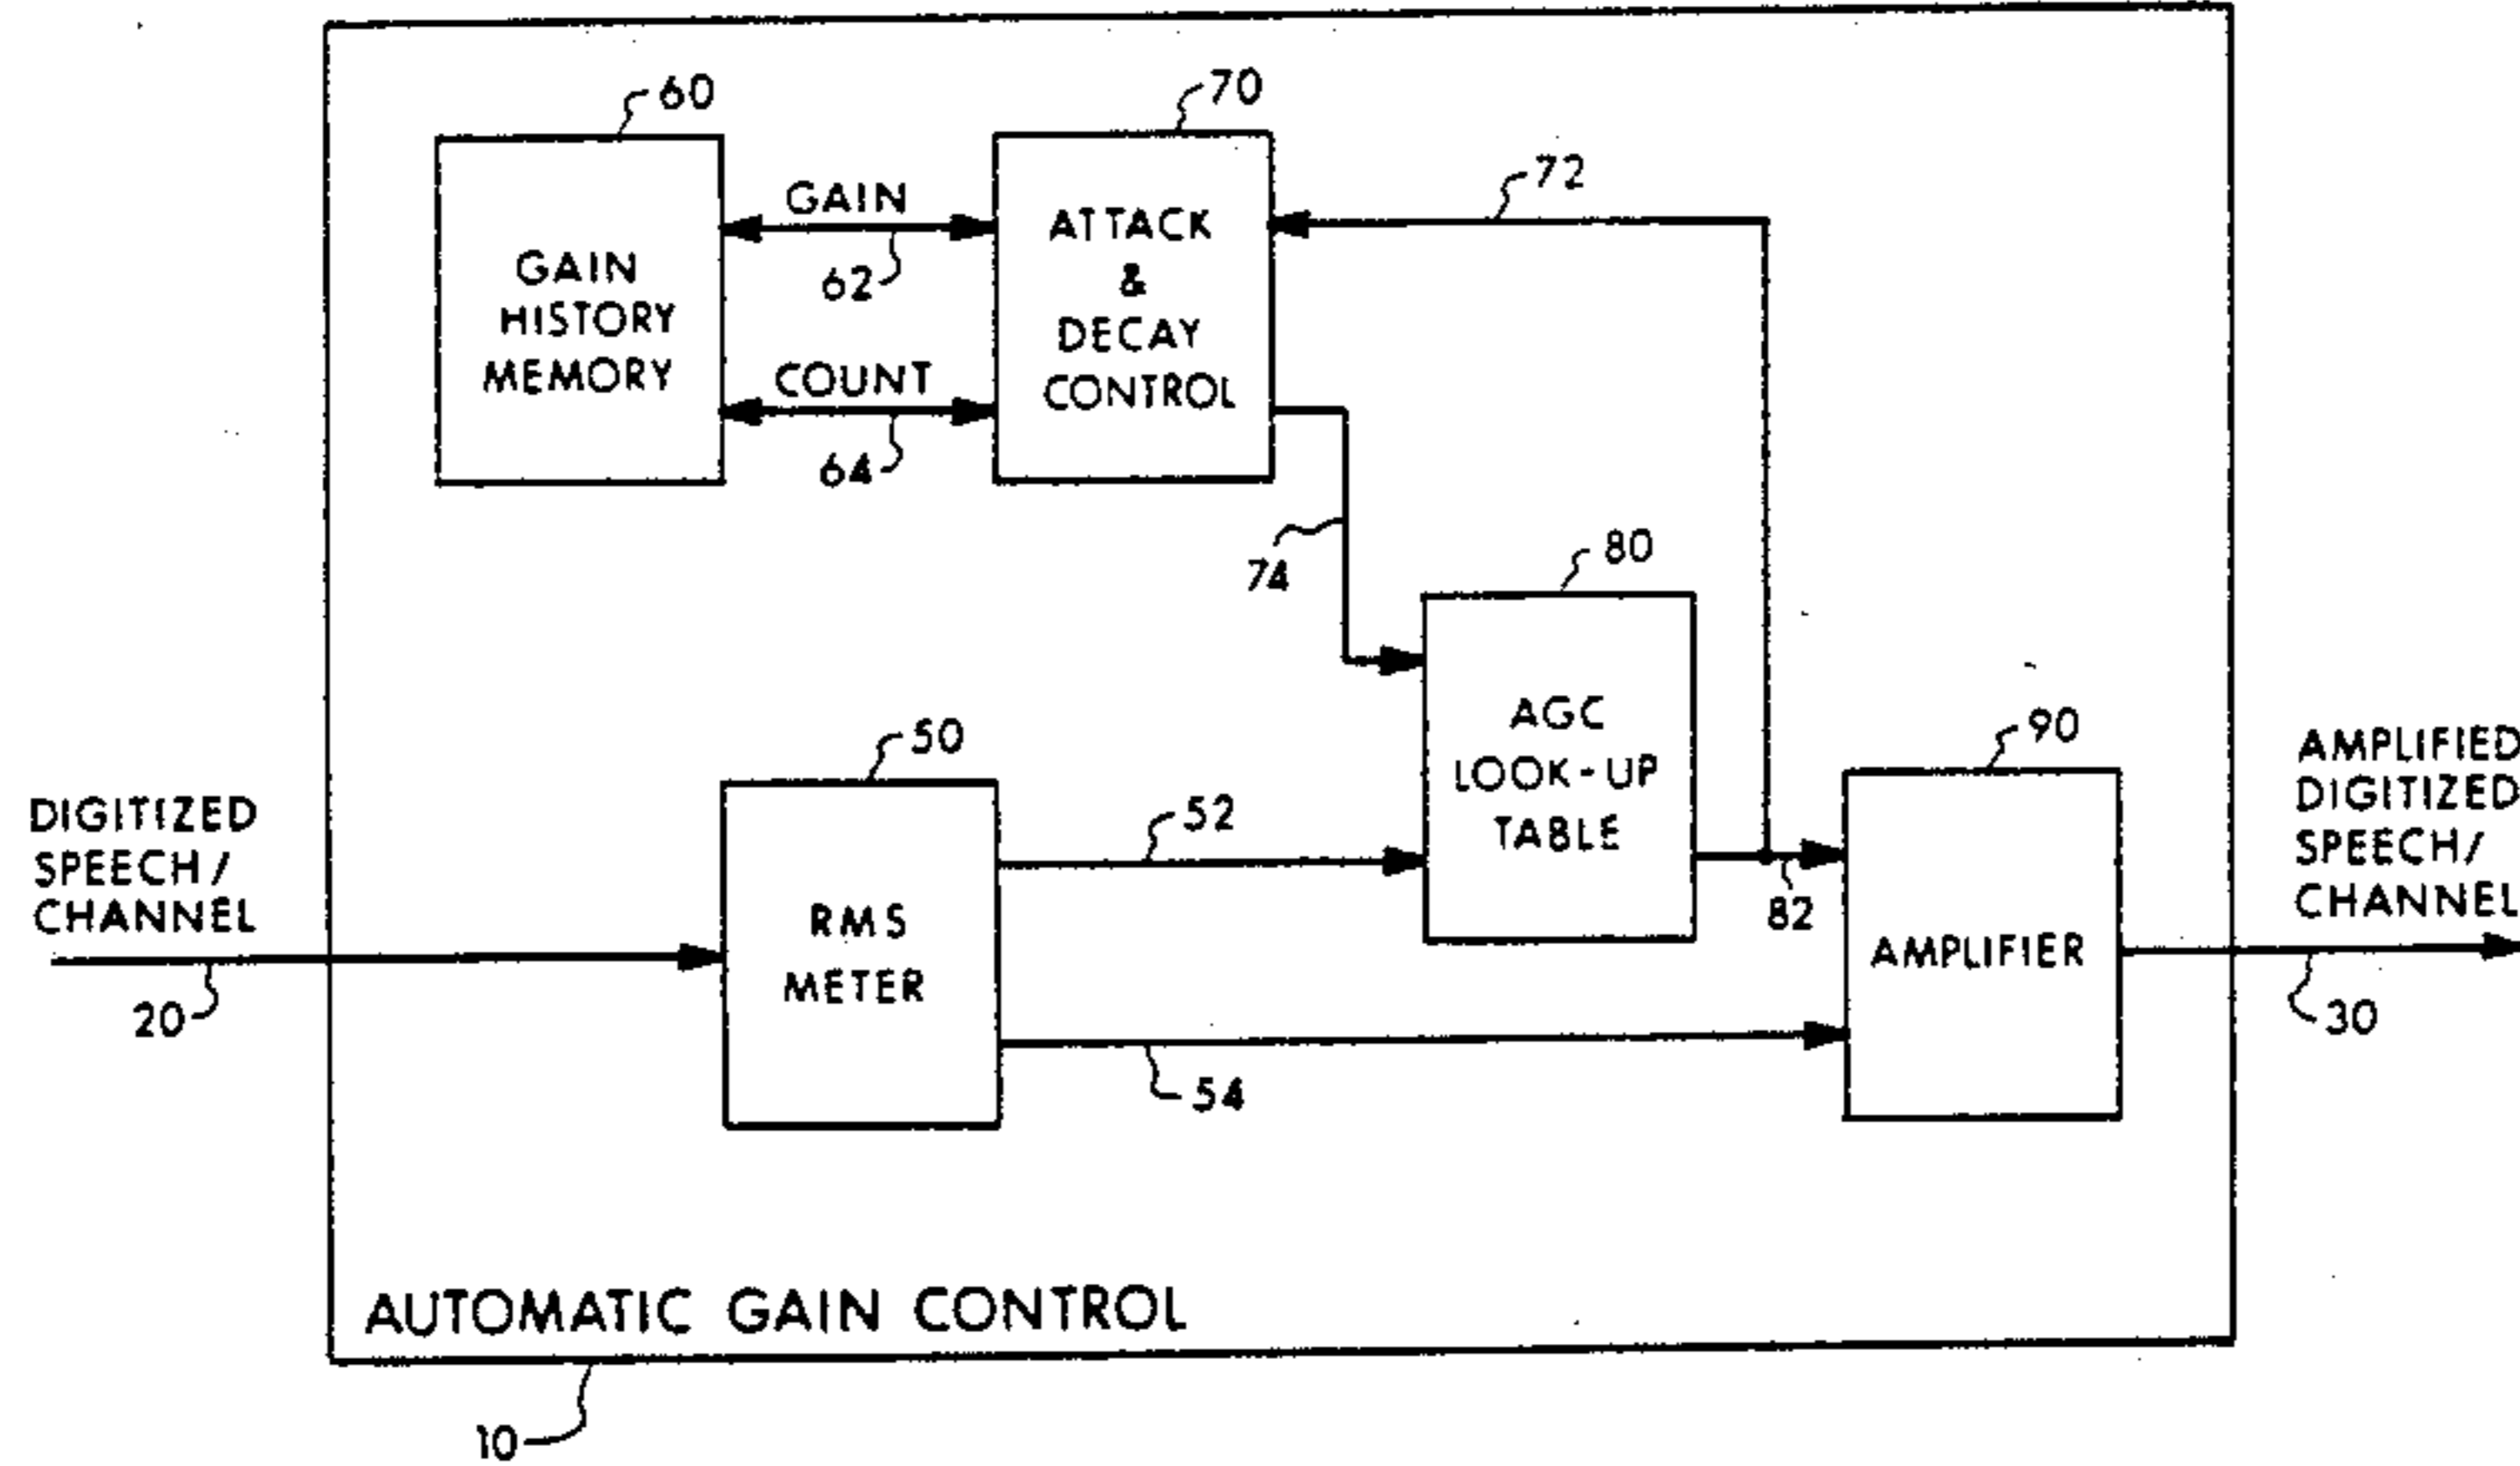 60
70
GAIN
72
ATTACK
&
DECAY
CONTROL
GAIN
HISTORY
MEMORY
62
COUNT
64
74
80
AGC
LOOK-UP
TABLE
50
90
52
AMPLIFIED
DIGITIZED
SPEECH/
CHANNEL
DIGITIZED
SPEECH/
CHANNEL
82
RMS
METER
AMPLIFIER
20
30
54
AUTOMATIC GAIN CONTROL
10